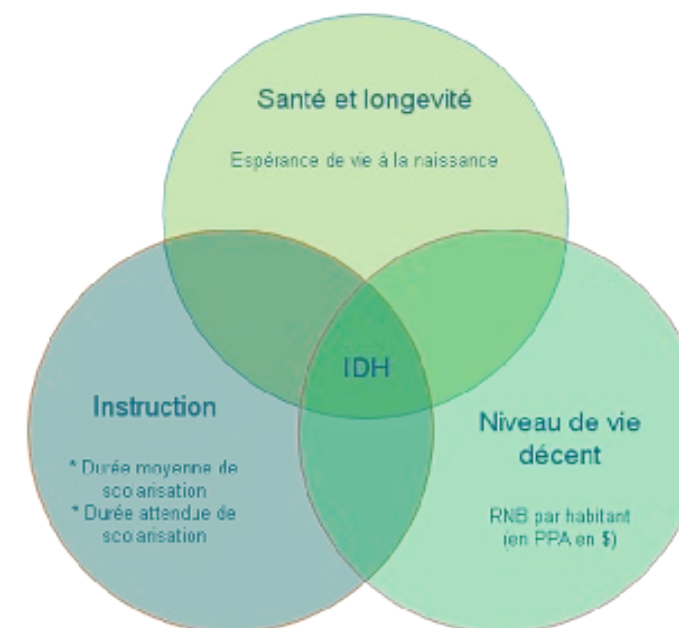 Santé et longevité
Espérance de vie à la naissance
IDH
Instruction
* Durée moyenne de
scolarisation
* Durée attendue de
scolarisation
Niveau de vie
décent
RNB par habitant
(en PPA en $)